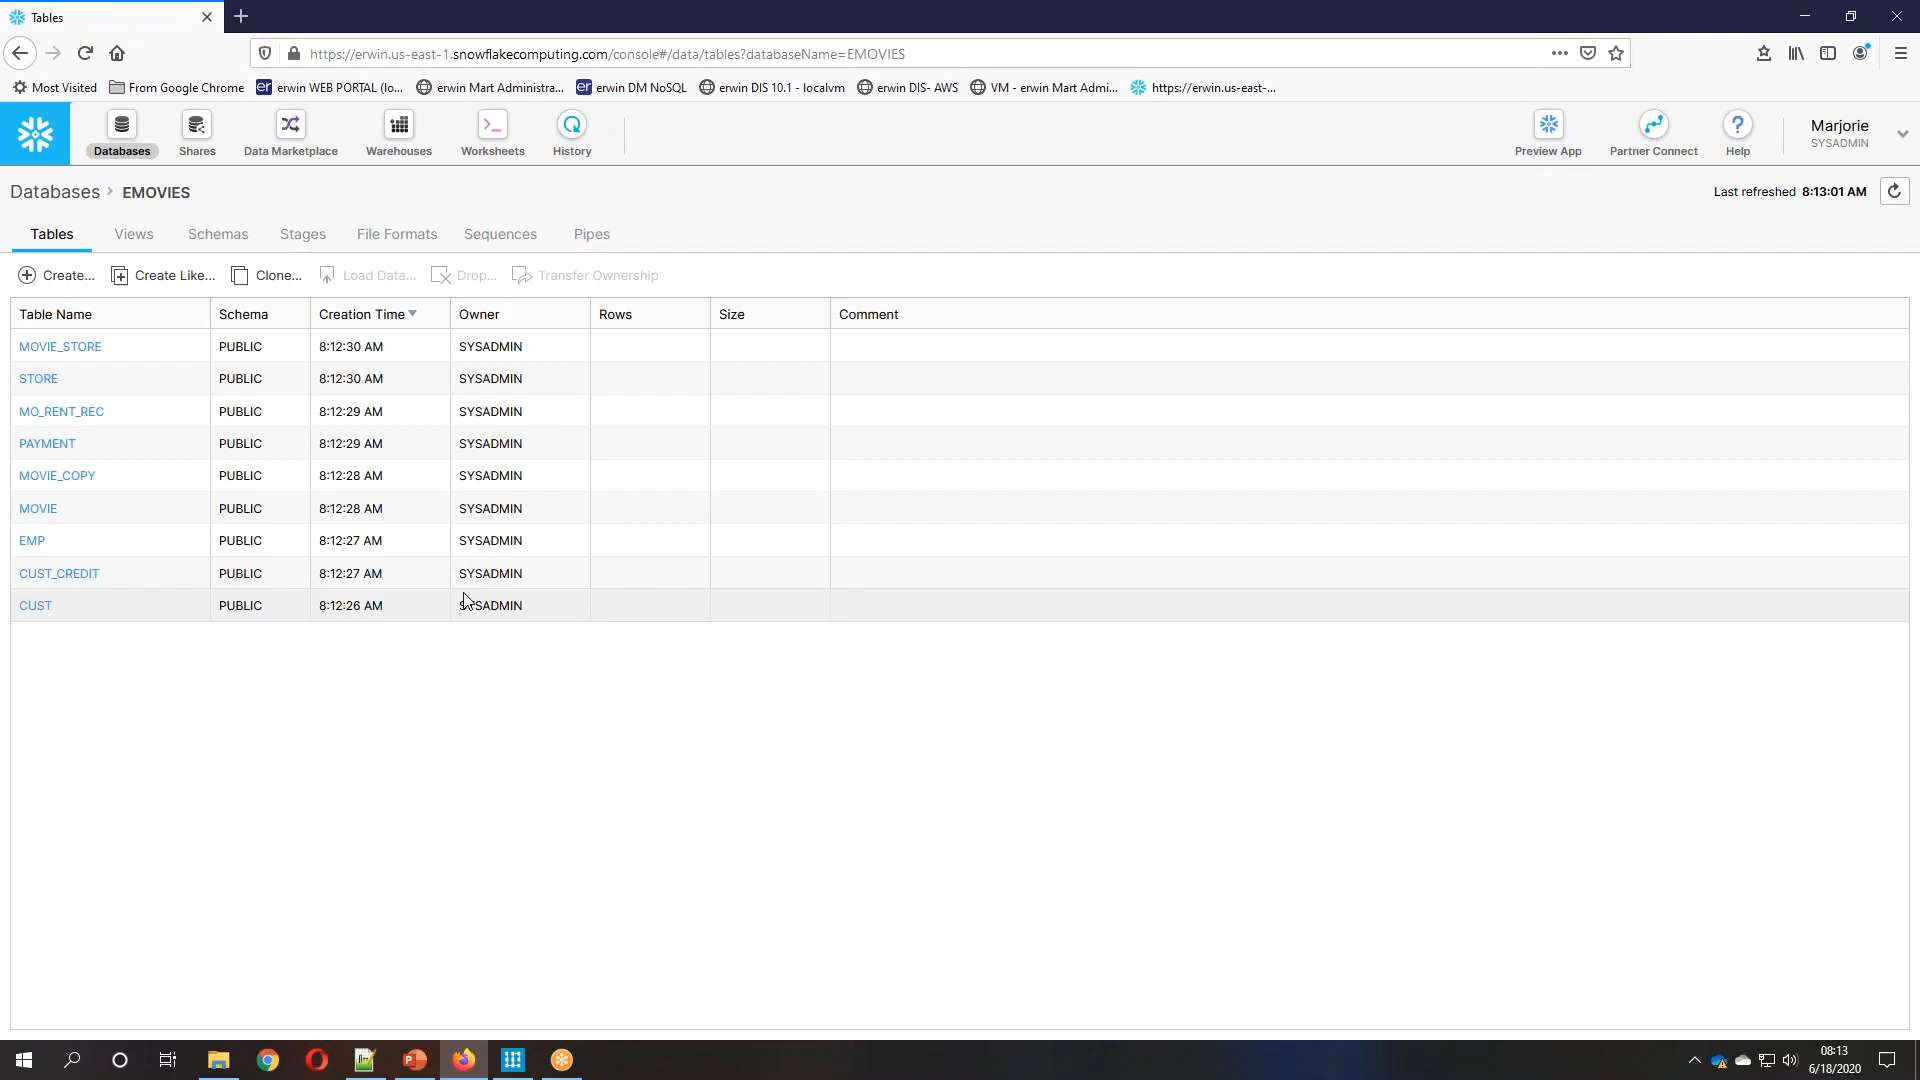 Tables
https://erwin.us-east-1.snowflakecomputing.com/console#/data/tables?databaseName=EMOVIES
Most Visited From Google Chrome er erwin WEB PORTAL (lo... erwin Mart Administra... er erwin DM NoSQL erwin DIS 10.1 - localvm erwin DIS- AWS VM - erwin Mart Admi... https://erwin.us-east-...
Databases Shares Data Marketplace Warehouses Worksheets History Preview App Partner Connect Help Marjorie
SYSADMIN
Databases > EMOVIES Last refreshed 8:13:01 AM
Tables Views Schemas Stages File Formats Sequences Pipes
Create... Create Like... Clone... Load Data... Drop... Transfer Ownership
Table Name Schema Creation Time Owner Rows Size Comment
MOVIE_STORE PUBLIC 8:12:30 AM SYSADMIN
STORE PUBLIC 8:12:30 AM SYSADMIN
MO_RENT_REC PUBLIC 8:12:29 AM SYSADMIN
PAYMENT PUBLIC 8:12:29 AM SYSADMIN
MOVIE_COPY PUBLIC 8:12:28 AM SYSADMIN
MOVIE PUBLIC 8:12:28 AM SYSADMIN
EMP PUBLIC 8:12:27 AM SYSADMIN
CUST_CREDIT PUBLIC 8:12:27 AM SYSADMIN
CUST PUBLIC 8:12:26 AM SYSADMIN
08:13
6/18/2020